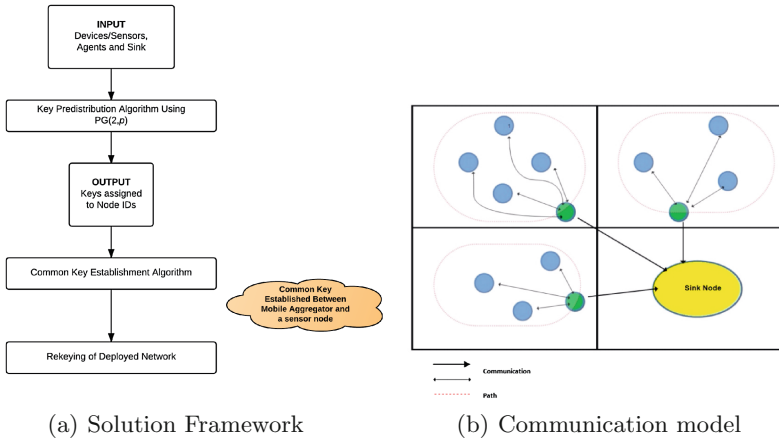 INPUT
Devices/Sensors,
Agents and Sink
Key Predistribution Algorithm Using
PG(2,p)
OUTPUT
Keys assigned
to Node IDs
Common Key Establishment Algorithm
Common Key
Established Between
Mobile Aggregator and
a sensor node
Rekeying of Deployed Network
(a) Solution Framework
Sink Node
Communication
Path
(b) Communication model